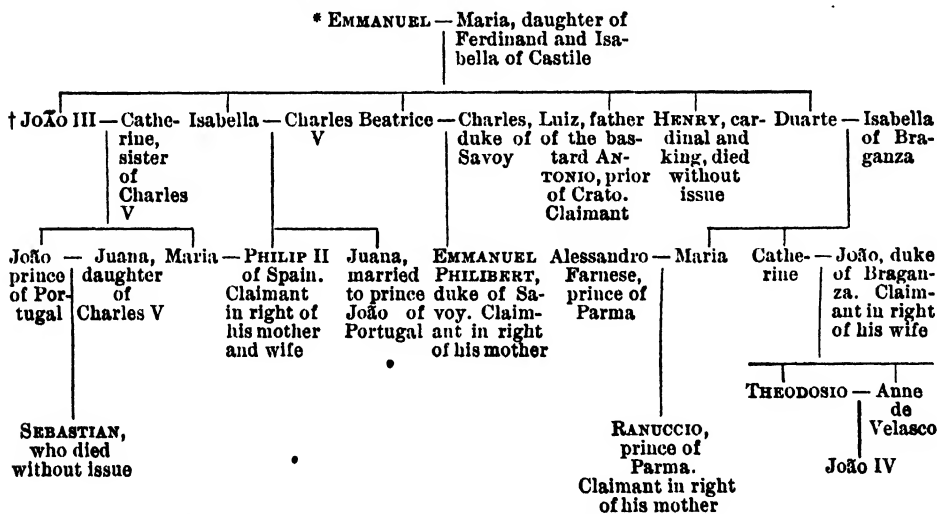 * EMMANUEL — Maria, daughter of
Ferdinand and Isa-
bella of Castile
† JOÃO III — Cathe-
rine,
sister
of
Charles
V
Isabella — Charles
V
Beatrice — Charles,
duke of
Savoy
Luiz, father
of the bas-
tard AN-
TONIO, prior
of Crato.
Claimant
HENRY, car-
dinal and
king, died
without
issue
Duarte — Isabella
of Bra-
ganza
João — Juana,
prince daughter
of Por- of
tugal Charles V
Maria — PHILIP II
of Spain.
Claimant
in right of
his mother
and wife
Juana,
married
to prince
João of
Portugal
EMMANUEL
PHILIBERT,
duke of Sa-
voy. Claim-
ant in right
of his mother
Alessandro — Maria
Farnese,
prince of
Parma
Cathe- — João, duke
rine of Bragan-
za. Claim-
ant in right
of his wife
THEODOSIO — Anne
de
Velasco
SEBASTIAN,
who died
without issue
RANUCCIO,
prince of
Parma.
Claimant in right
of his mother
João IV